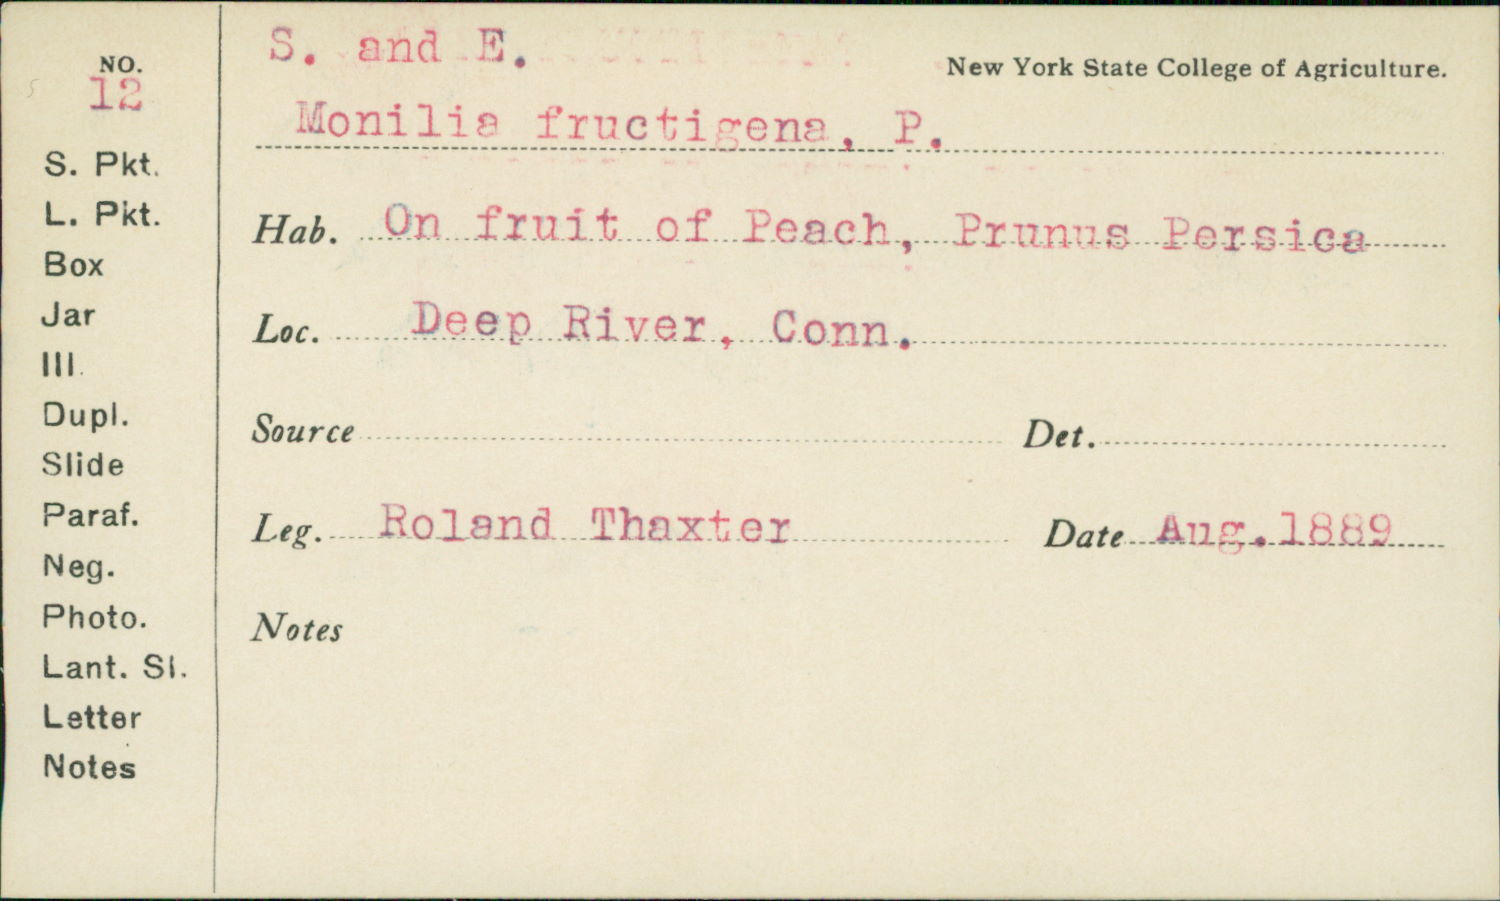 NO.
12
S. Pkt.
L. Pkt.
Box
Jar
Ill.
Dupl.
Slide
Paraf.
Neg.
Photo.
Lant. Sl.
Letter
Notes
S. and E.
New York State College of Agriculture.
Monilia fructigena, P.
Hab. On fruit of Peach, Prunus Persica
Loc. Deep River, Conn.
Source Det.
Leg. Roland Thaxter Date Aug.1889
Notes